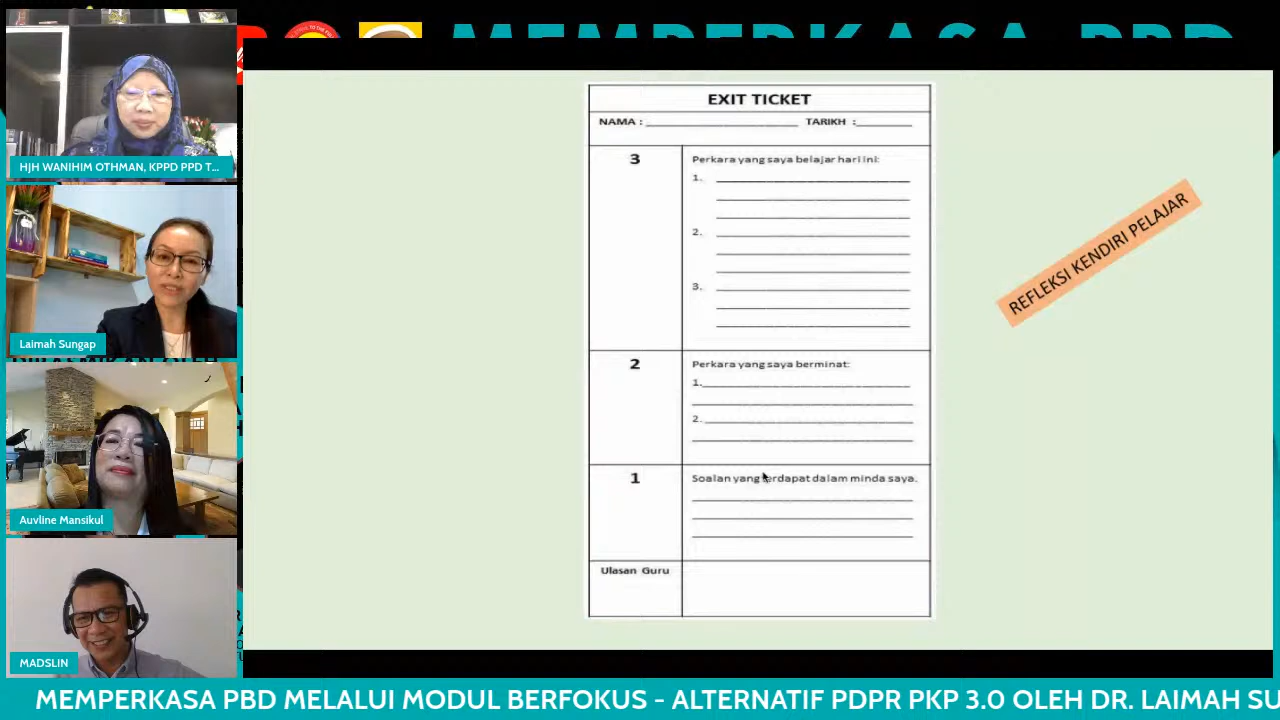 MEMPERKASA PBD
HJH WANIHIM OTHMAN, KPPD PPD T...
Laimah Sungap
Auvline Mansikul
MADSLIN
EXIT TICKET
NAMA : TARIKH :
3
Perkara yang saya belajar hari ini:
1.
2.
3.
2
Perkara yang saya berminat:
1.
2.
1
Soalan yang terdapat dalam minda saya.
Ulasan Guru
REFLEKSI KENDIRI PELAJAR
MEMPERKASA PBD MELALUI MODUL BERFOKUS - ALTERNATIF PDPR PKP 3.0 OLEH DR. LAIMAH SU